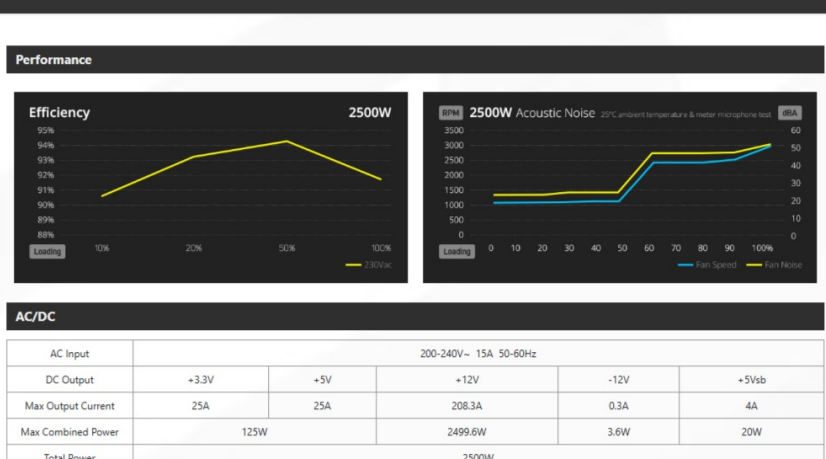 Performance
Efficiency 2500W
95%
94%
93%
92%
91%
90%
89%
88%
Loading 10% 20% 50% 100%
230Vac
RPM 2500W Acoustic Noise 25°C ambient temperature & meter microphone test dBA
3500 60
3000 50
2500 40
2000 30
1500 20
1000 10
500 0
0
Loading 0 10 20 30 40 50 60 70 80 90 100%
Fan Speed Fan Noise
AC/DC
AC Input 200-240V~ 15A 50-60Hz
DC Output +3.3V +5V +12V -12V +5Vsb
Max Output Current 25A 25A 208.3A 0.3A 4A
Max Combined Power 125W 2499.6W 3.6W 20W
Total Power 2500W